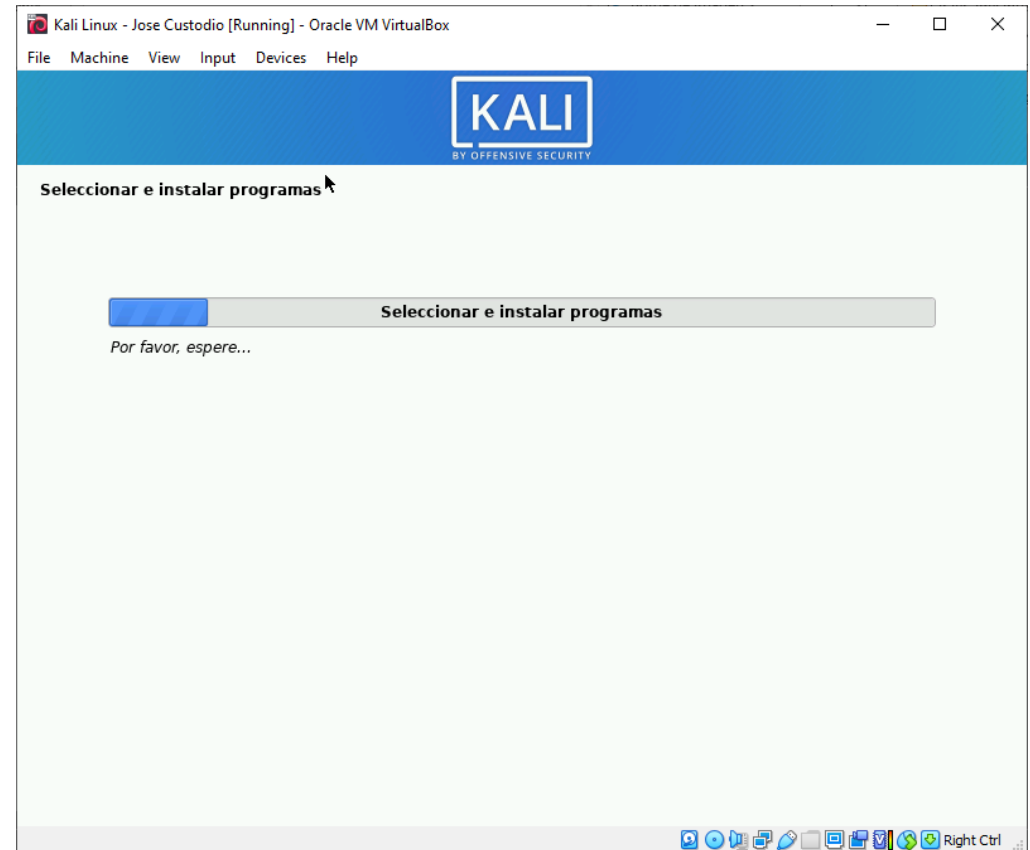 Kali Linux - Jose Custodio [Running] - Oracle VM VirtualBox
File Machine View Input Devices Help
KALI
BY OFFENSIVE SECURITY
Seleccionar e instalar programas
Seleccionar e instalar programas
Por favor, espere...
Right Ctrl